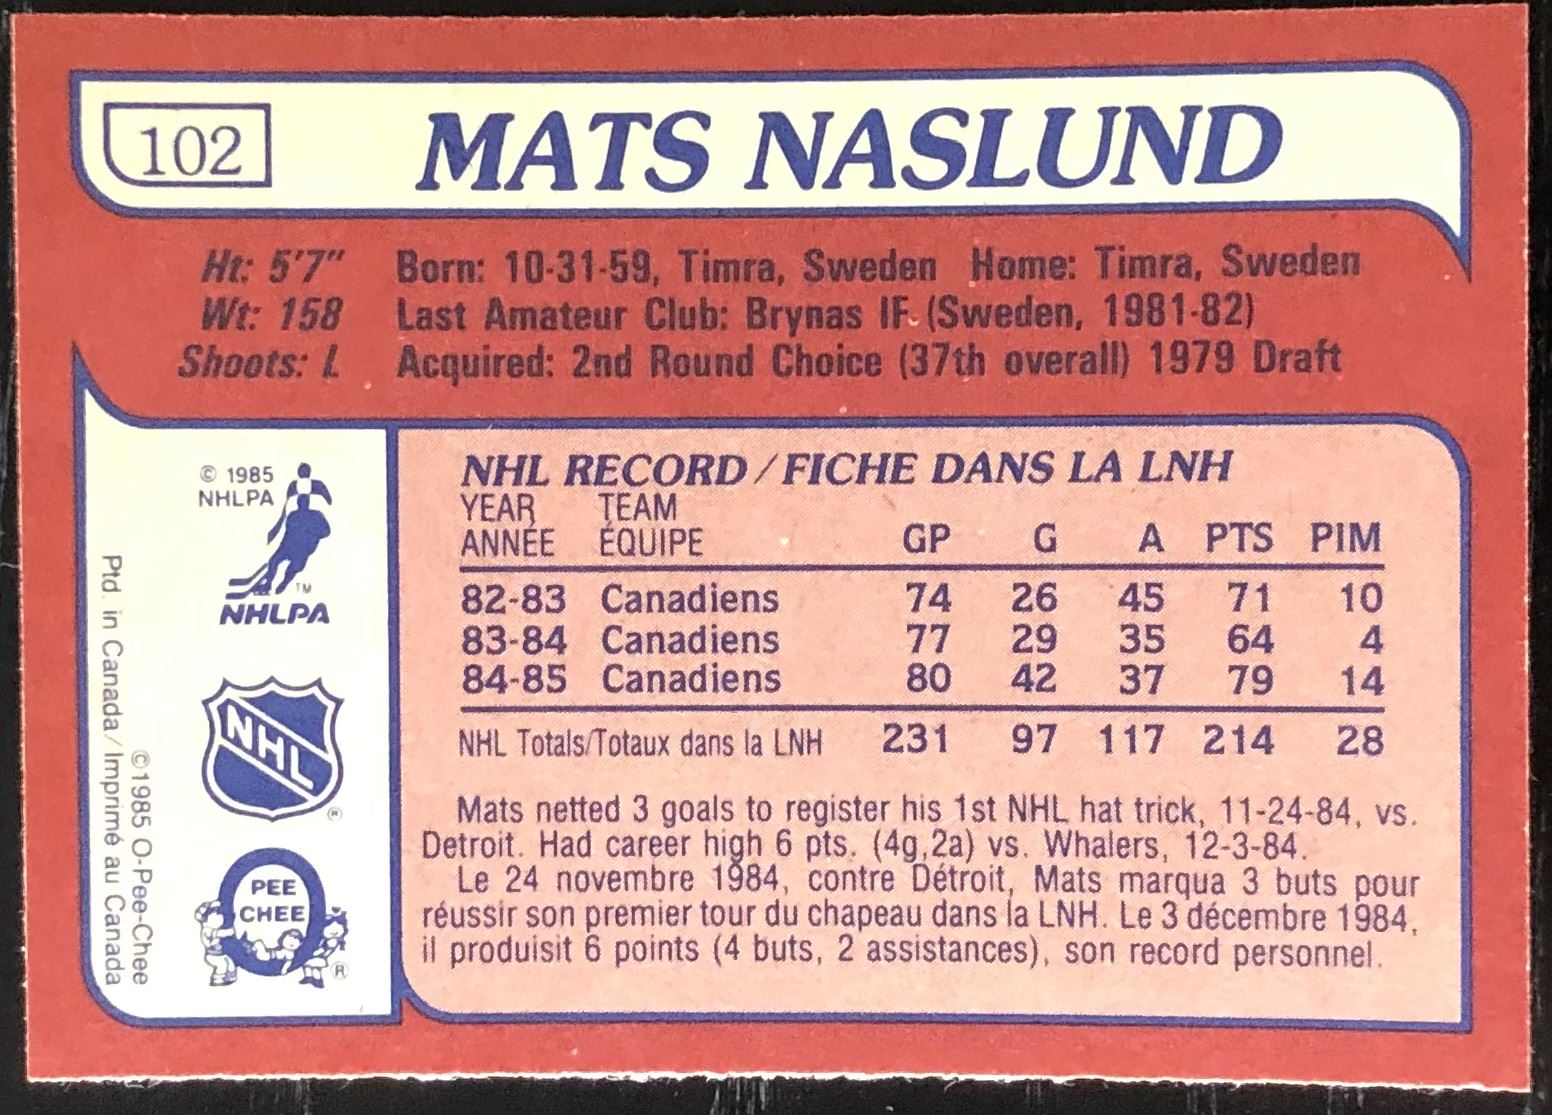 102
MATS NASLUND
Ht: 5'7" Born: 10-31-59, Timra, Sweden Home: Timra, Sweden
Wt: 158 Last Amateur Club: Brynas IF. (Sweden, 1981-82)
Shoots: L Acquired: 2nd Round Choice (37th overall) 1979 Draft
© 1985
NHLPA
TM
NHLPA
NHL
®
PEE
CHEE
®
©1985 O-Pee-Chee
Ptd. in Canada/Imprimé au Canada
NHL RECORD/FICHE DANS LA LNH
YEAR TEAM
ANNÉE ÉQUIPE GP G A PTS PIM
82-83 Canadiens 74 26 45 71 10
83-84 Canadiens 77 29 35 64 4
84-85 Canadiens 80 42 37 79 14
NHL Totals/Totaux dans la LNH 231 97 117 214 28
Mats netted 3 goals to register his 1st NHL hat trick, 11-24-84, vs.
Detroit. Had career high 6 pts. (4g,2a) vs. Whalers, 12-3-84.
Le 24 novembre 1984, contre Détroit, Mats marqua 3 buts pour
réussir son premier tour du chapeau dans la LNH. Le 3 décembre 1984,
il produisit 6 points (4 buts, 2 assistances), son record personnel.